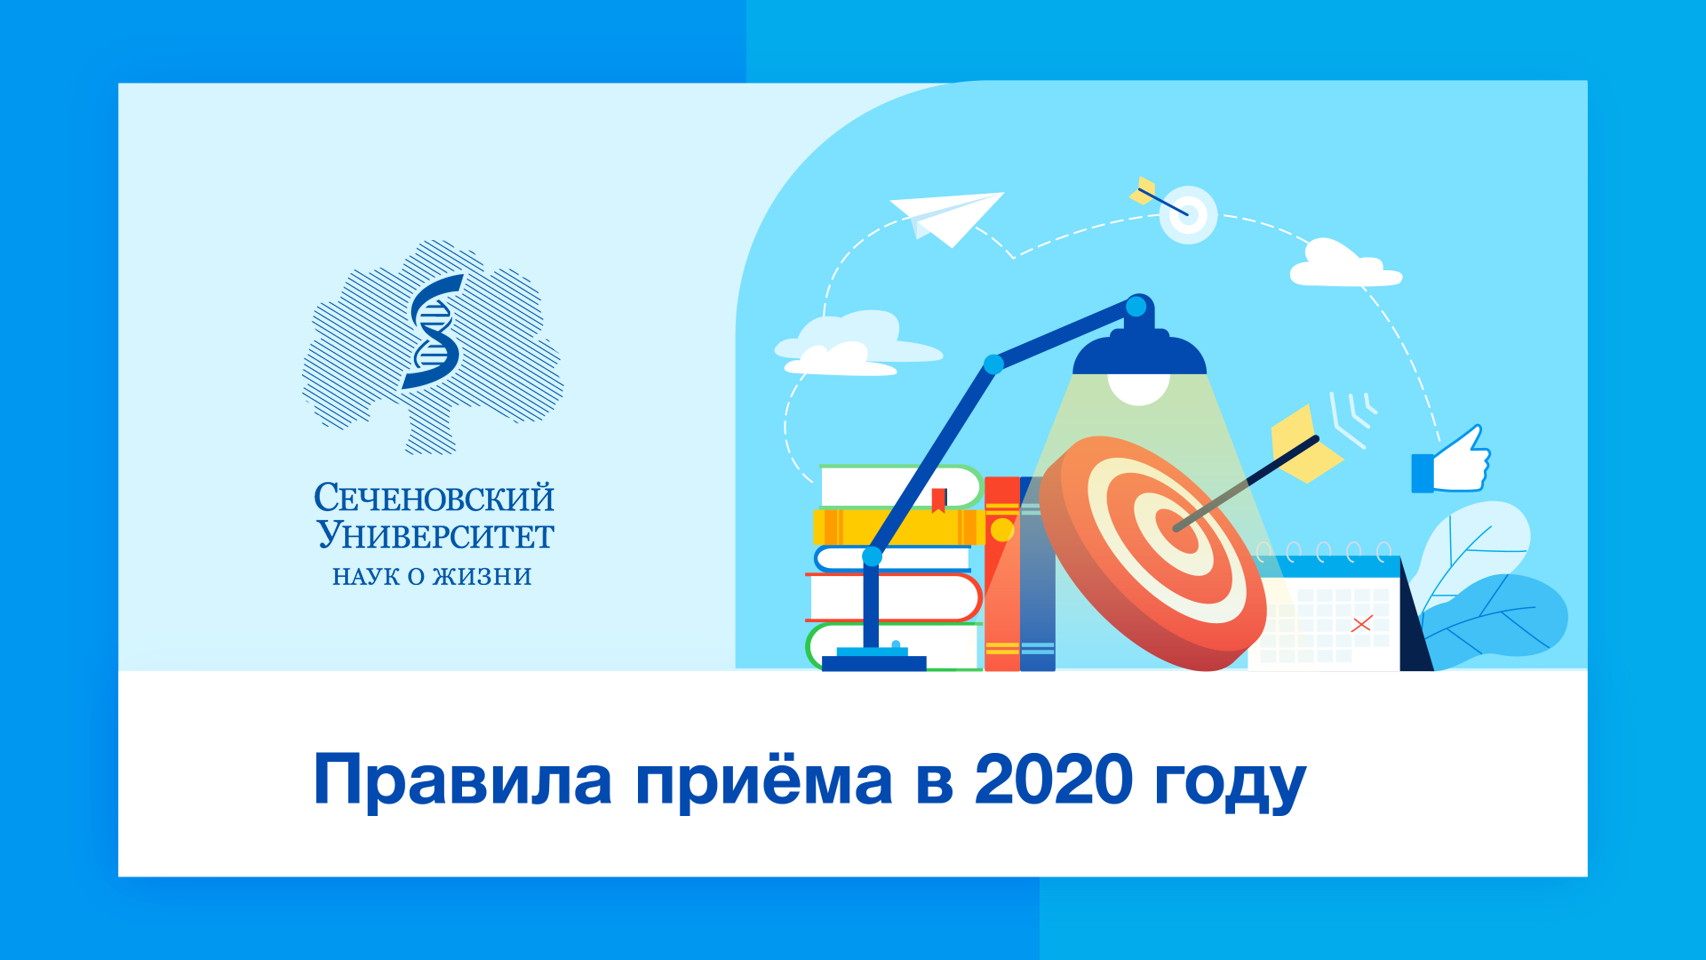 Сеченовский
Университет
наук о жизни
Правила приёма в 2020 году